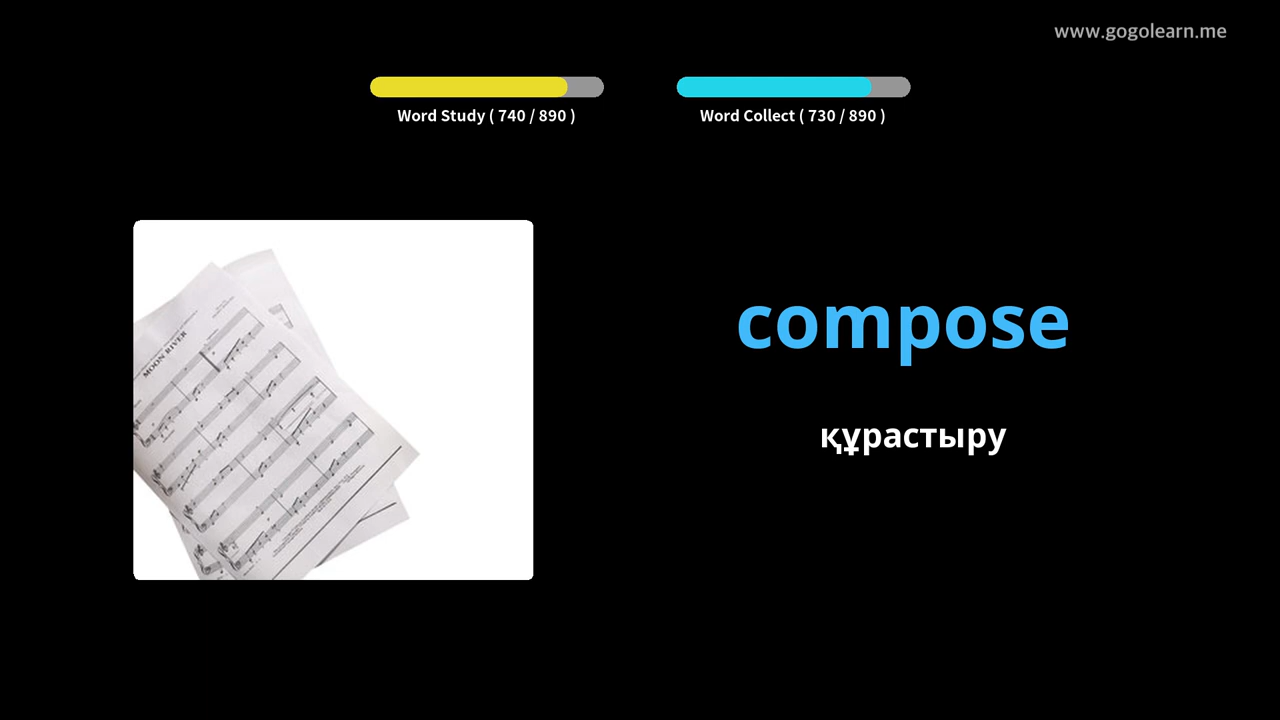 www.gogolearn.me
Word Study ( 740 / 890 )
Word Collect ( 730 / 890 )
MOON RIVER
compose
құрастыру